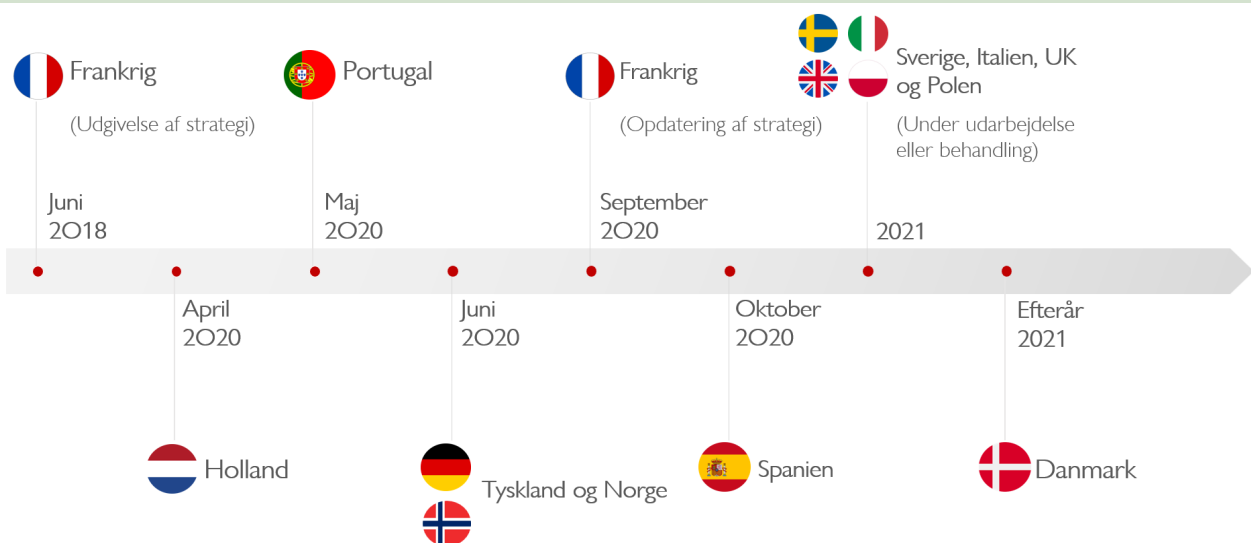 Frankrig
(Udgivelse af strategi)
Juni
2018
Portugal
Maj
2020
Frankrig
(Opdatering af strategi)
September
2020
Sverige, Italien, UK
og Polen
(Under udarbejdelse
eller behandling)
2021
April
2020
Holland
Juni
2020
Tyskland og Norge
Oktober
2020
Spanien
Efterår
2021
Danmark